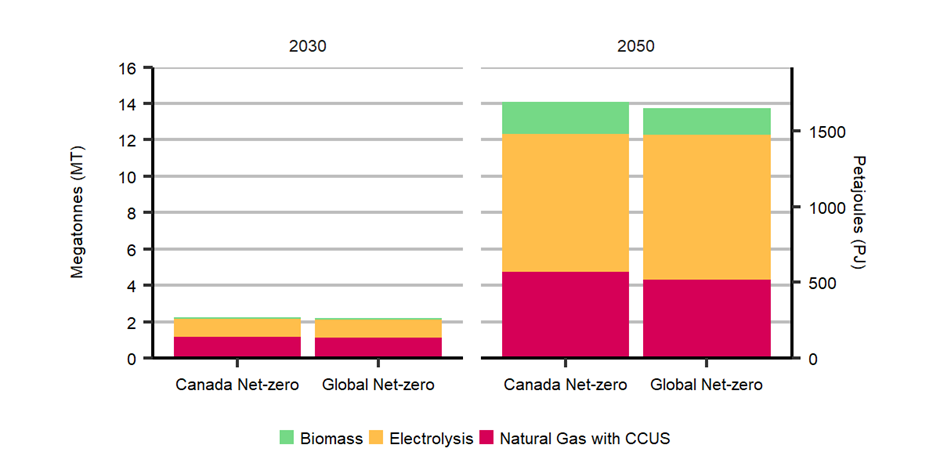 2030
2050
16
14
12
10
8
6
4
2
0
Megatonnes (MT)
1500
1000
500
0
Petajoules (PJ)
Canada Net-zero
Global Net-zero
Canada Net-zero
Global Net-zero
Biomass
Electrolysis
Natural Gas with CCUS